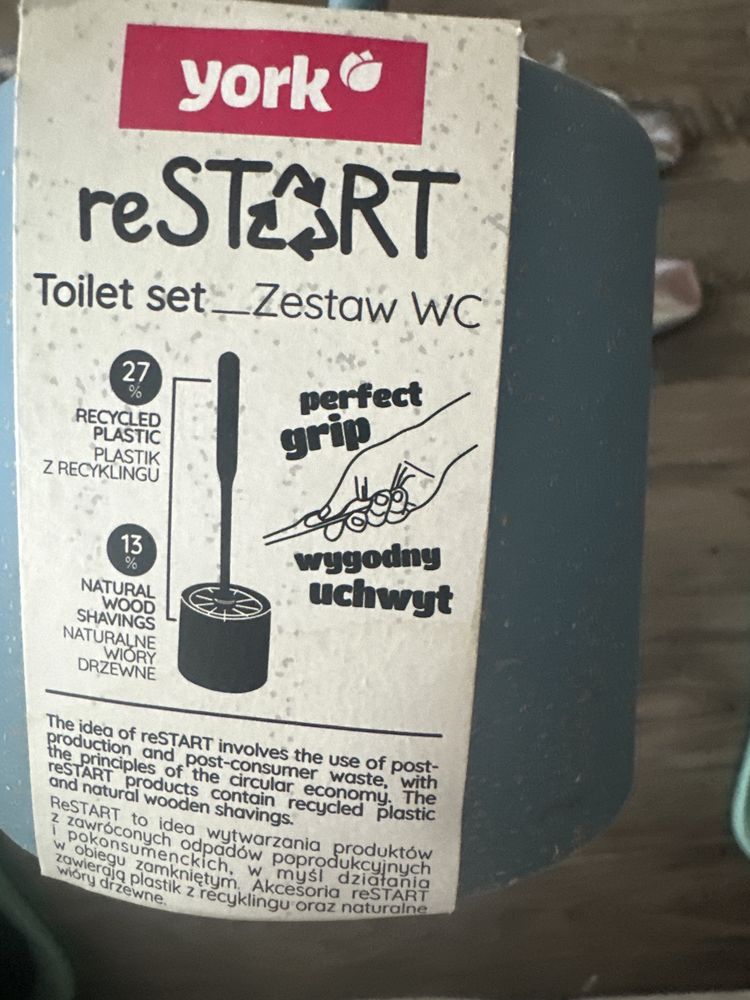 york
reSTART
Toilet set_Zestaw WC
27
%
RECYCLED
PLASTIC
PLASTIK
Z RECYKLINGU
perfect
grip
13
%
NATURAL
WOOD
SHAVINGS
NATURALNE
WIÓRY
DRZEWNE
wygodny
uchwyt
The idea of reSTART involves the use of post-
production and post-consumer waste, with
the principles of the circular economy. The
reSTART products contain recycled plastic
and natural wooden shavings.
ReSTART to idea wytwarzania produktów
z zawróconych odpadów poprodukcyjnych
i pokonsumenckich, w myśl działania
w obiegu zamkniętym. Akcesoria reSTART
zawierają plastik z recyklingu oraz naturalne
wióry drzewne.